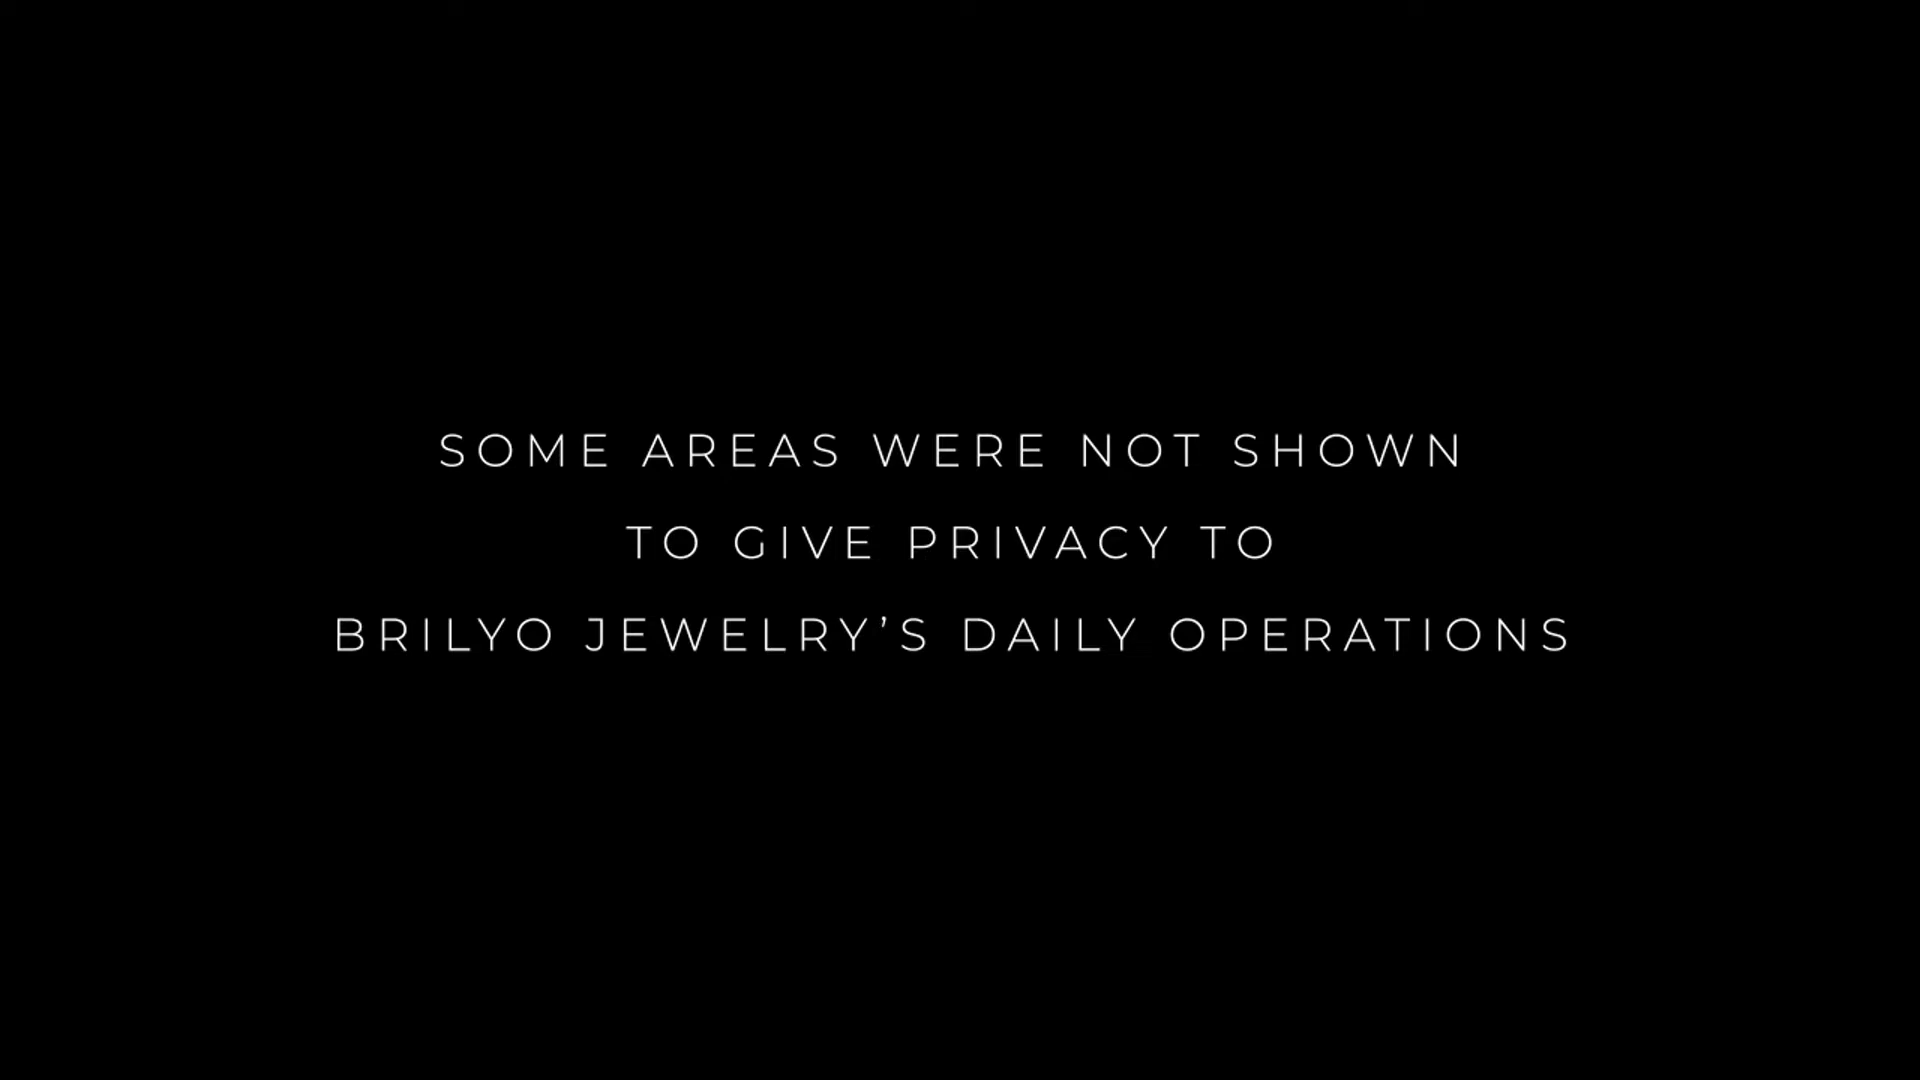 SOME AREAS WERE NOT SHOWN
TO GIVE PRIVACY TO
BRILYO JEWELRY’S DAILY OPERATIONS